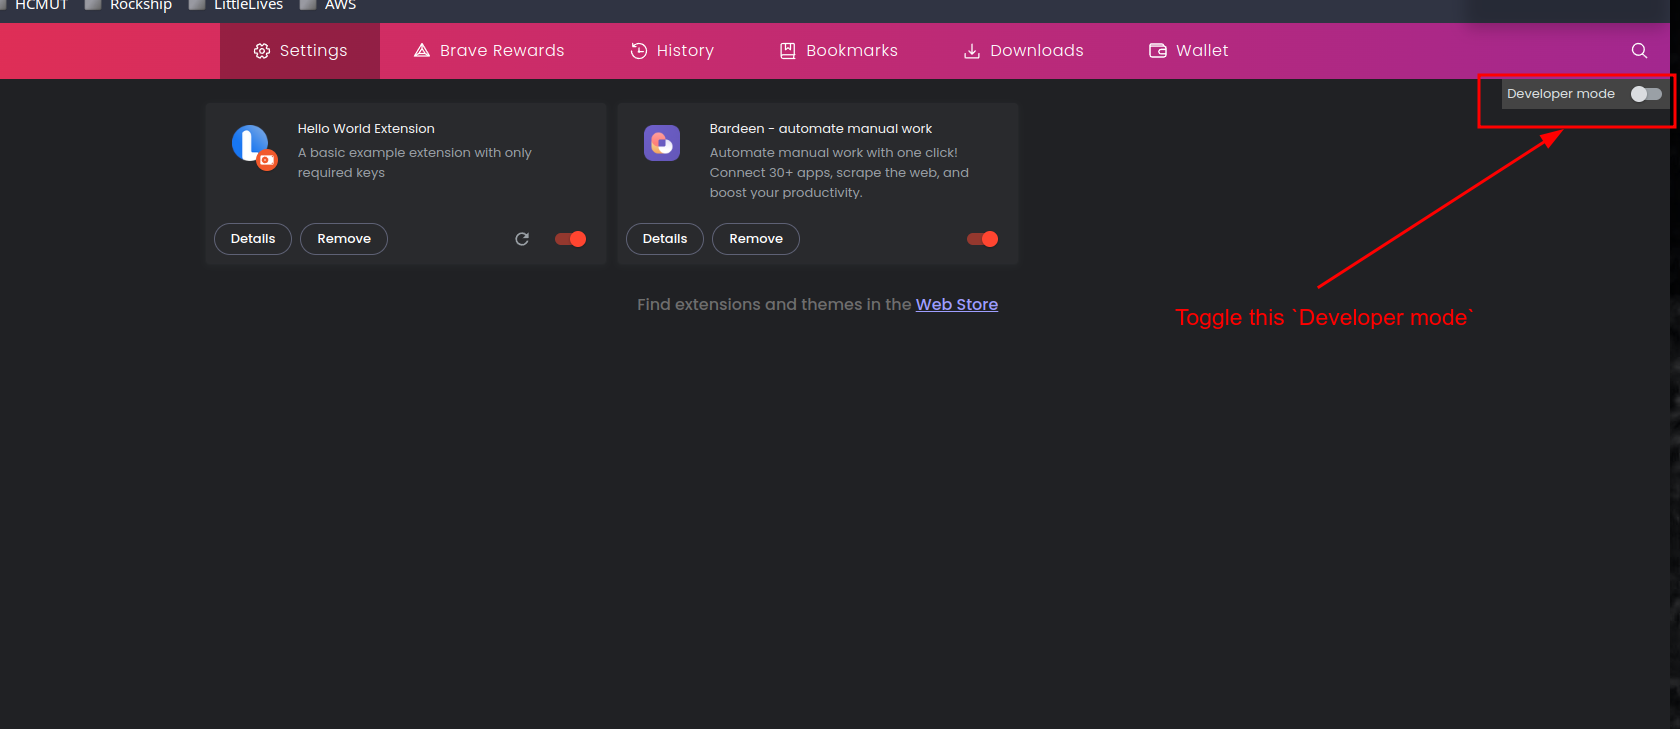 HCMUT Rockship LittleLives AWS
Settings Brave Rewards History Bookmarks Downloads Wallet
Developer mode
Hello World Extension
A basic example extension with only
required keys
Details Remove
Bardeen - automate manual work
Automate manual work with one click!
Connect 30+ apps, scrape the web, and
boost your productivity.
Details Remove
Find extensions and themes in the Web Store
Toggle this `Developer mode`